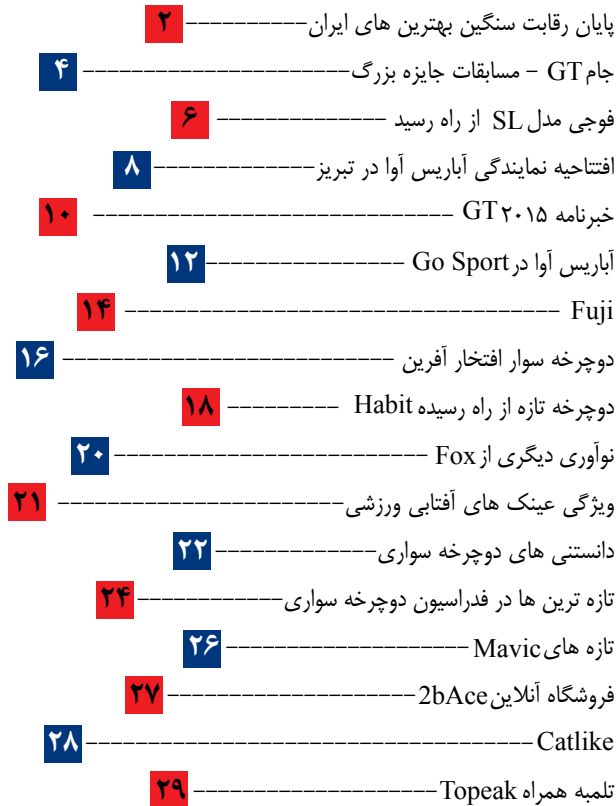 پایان رقابت سنگین بهترین های ایران---------- ۲
جام GT - مسابقات جایزه بزرگ---------------------- ۴
فوجی مدل SL از راه رسید -------------- ۶
افتتاحیه نمایندگی آباریس آوا در تبریز------------- ۸
خبرنامه GT ۲۰۱۵ ------------------------------ ۱۰
آباریس آوا در Go Sport ---------------- ۱۲
Fuji ------------------------------------ ۱۴
دوچرخه سوار افتخار آفرین --------------------------- ۱۶
دوچرخه تازه از راه رسیده Habit --------- ۱۸
نوآوری دیگری از Fox -------------------------- ۲۰
ویژگی عینک های آفتابی ورزشی------------------------ ۲۱
دانستنی های دوچرخه سواری------------- ۲۲
تازه ترین ها در فدراسیون دوچرخه سواری------------ ۲۴
تازه های Mavic-------------------- ۲۶
فروشگاه آنلاین 2bAce-------------------- ۲۷
Catlike------------------------------------- ۲۸
تلمبه همراه Topeak-------------------- ۲۹